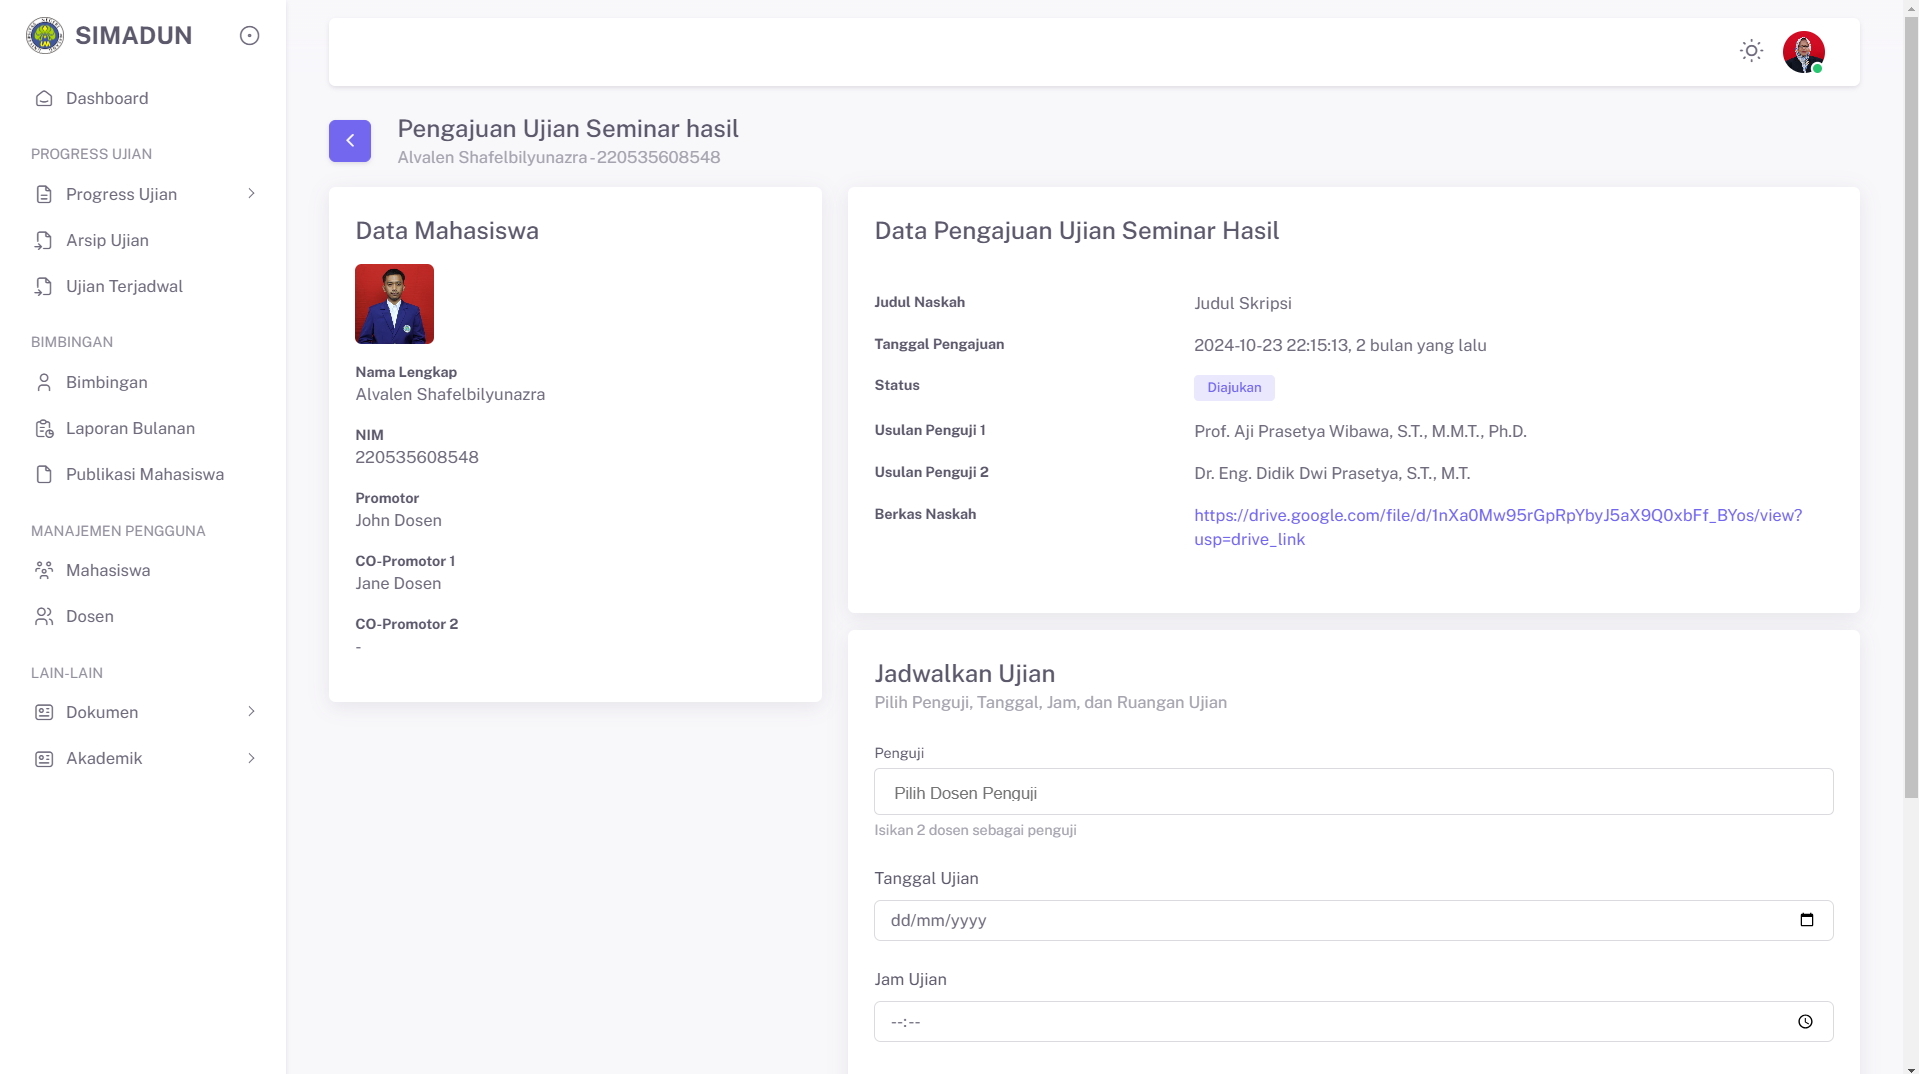 SIMADUN
Dashboard
PROGRESS UJIAN
Progress Ujian
Arsip Ujian
Ujian Terjadwal
BIMBINGAN
Bimbingan
Laporan Bulanan
Publikasi Mahasiswa
MANAJEMEN PENGGUNA
Mahasiswa
Dosen
LAIN-LAIN
Dokumen
Akademik
Pengajuan Ujian Seminar hasil
Alvalen Shafelbilyunazra - 220535608548
Data Mahasiswa
Nama Lengkap
Alvalen Shafelbilyunazra
NIM
220535608548
Promotor
John Dosen
CO-Promotor 1
Jane Dosen
CO-Promotor 2
-
Data Pengajuan Ujian Seminar Hasil
Judul Naskah Judul Skripsi
Tanggal Pengajuan 2024-10-23 22:15:13, 2 bulan yang lalu
Status Diajukan
Usulan Penguji 1 Prof. Aji Prasetya Wibawa, S.T., M.M.T., Ph.D.
Usulan Penguji 2 Dr. Eng. Didik Dwi Prasetya, S.T., M.T.
Berkas Naskah https://drive.google.com/file/d/1nXa0Mw95rGpRpYbyJ5aX9Q0xbFf_BYos/view?
usp=drive_link
Jadwalkan Ujian
Pilih Penguji, Tanggal, Jam, dan Ruangan Ujian
Penguji
Pilih Dosen Penguji
Isikan 2 dosen sebagai penguji
Tanggal Ujian
dd/mm/yyyy
Jam Ujian
--:--